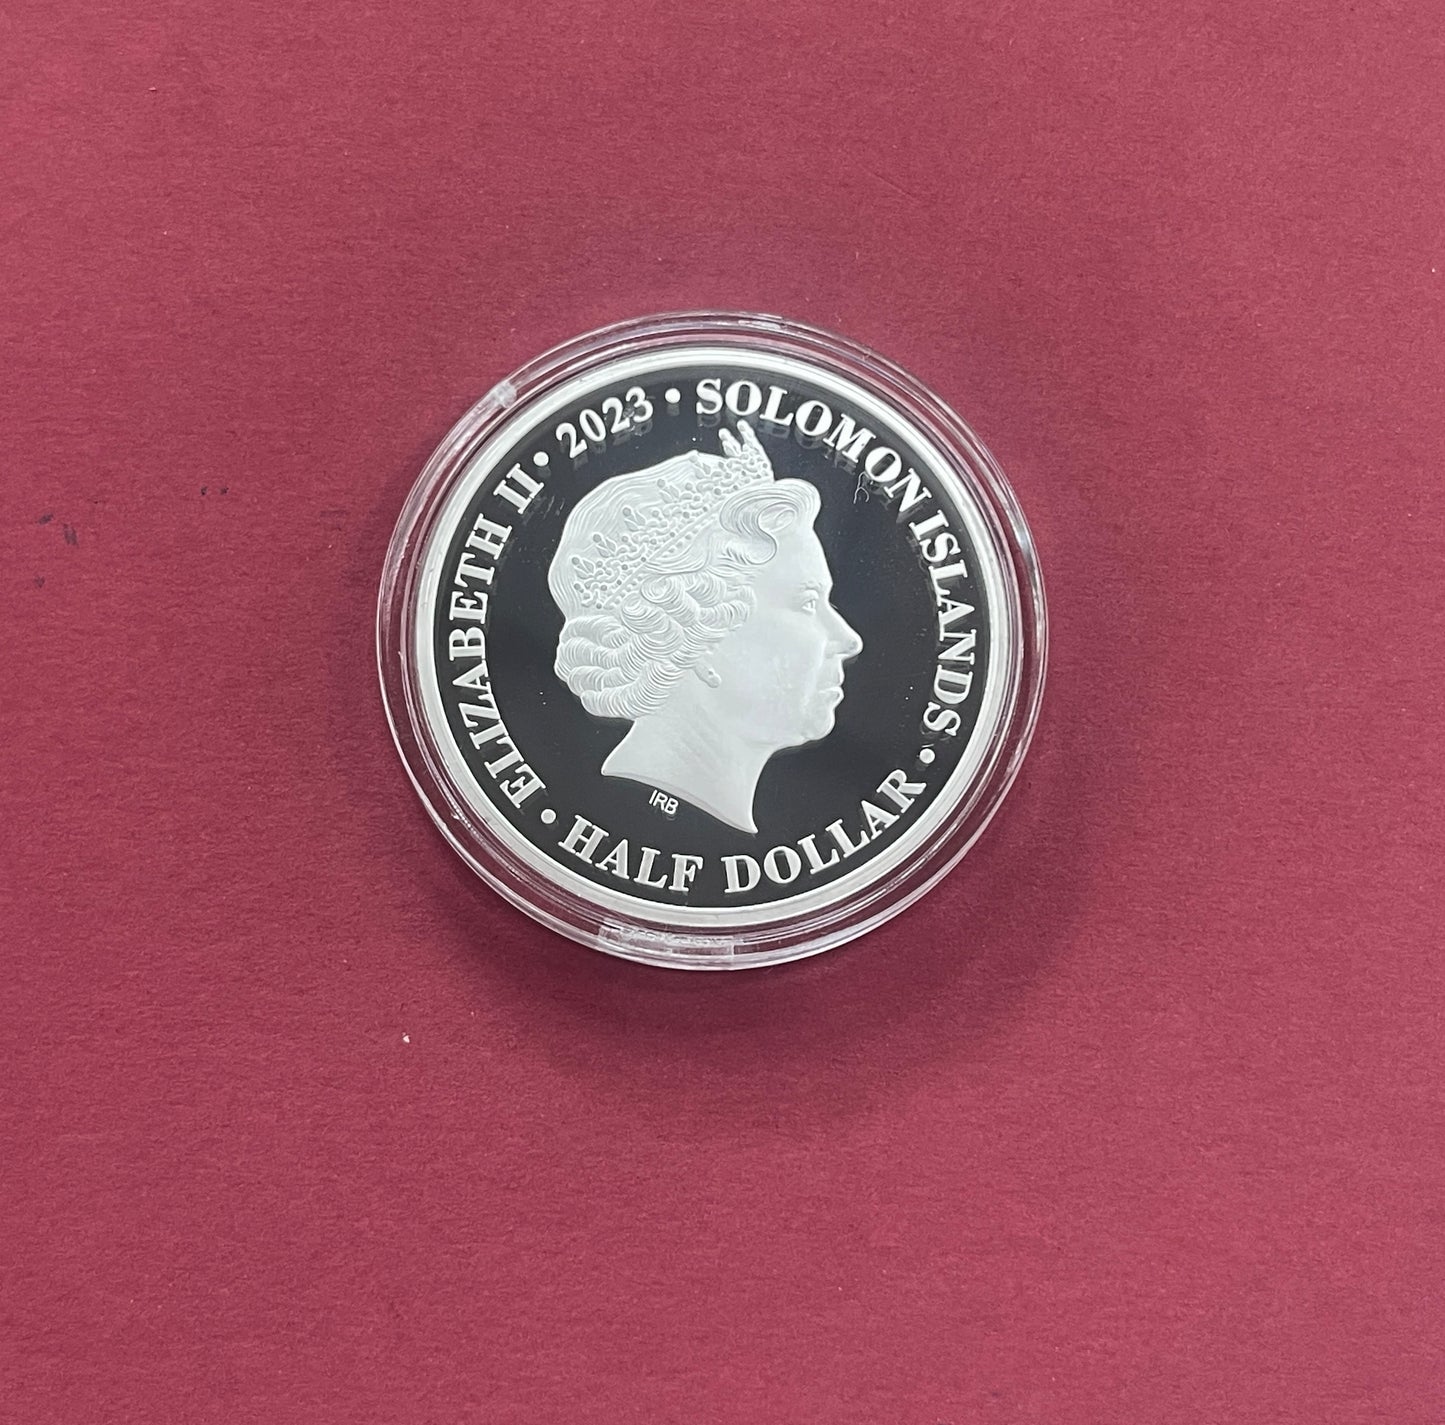 ELIZABETH II • 2023 • SOLOMON ISLANDS • HALF DOLLAR •
IRB